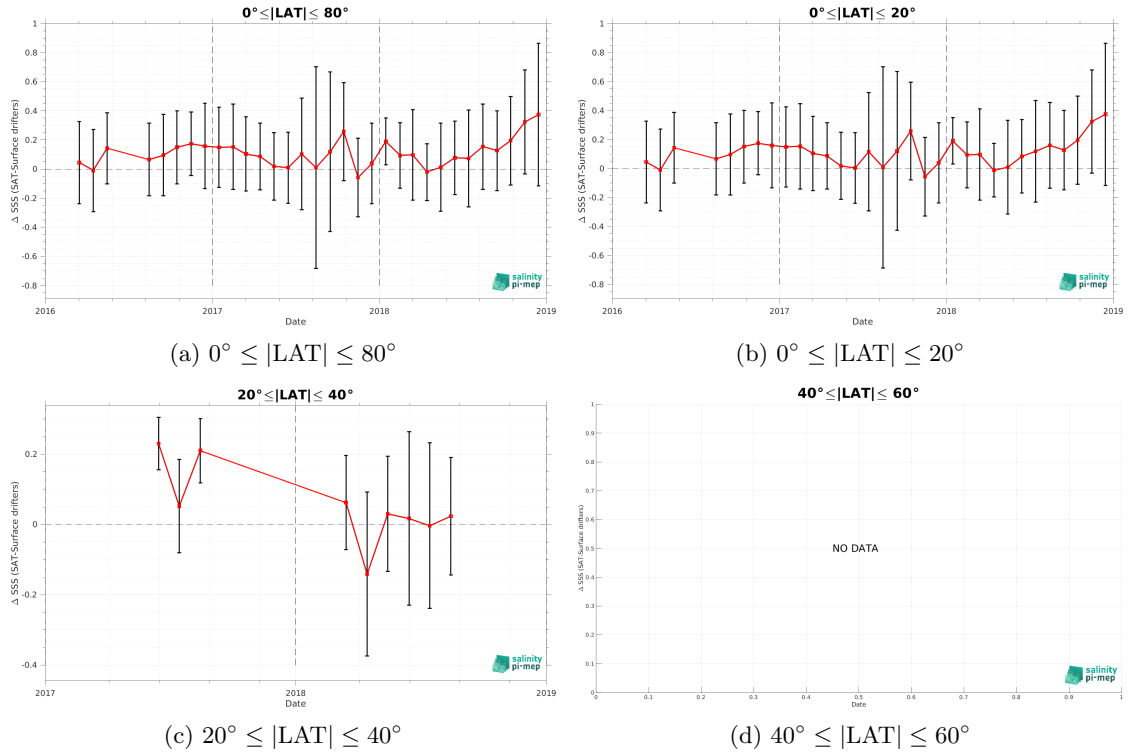 0°≤|LAT|≤ 80°
Δ SSS (SAT-Surface drifters)
1
0.8
0.6
0.4
0.2
0
-0.2
-0.4
-0.6
-0.8
2016 2017 2018 2019
Date
salinity
pi-mep
(a) 0° ≤ |LAT| ≤ 80°
0°≤|LAT|≤ 20°
Δ SSS (SAT-Surface drifters)
1
0.8
0.6
0.4
0.2
0
-0.2
-0.4
-0.6
-0.8
2016 2017 2018 2019
Date
salinity
pi-mep
(b) 0° ≤ |LAT| ≤ 20°
20°≤|LAT|≤ 40°
Δ SSS (SAT-Surface drifters)
0.2
0
-0.2
-0.4
2017 2018 2019
Date
salinity
pi-mep
(c) 20° ≤ |LAT| ≤ 40°
40°≤|LAT|≤ 60°
Δ SSS (SAT-Surface drifters)
1
0.9
0.8
0.7
0.6
0.5
0.4
0.3
0.2
0.1
0
NO DATA
0 0.1 0.2 0.3 0.4 0.5 0.6 0.7 0.8 0.9 1
Date
salinity
pi-mep
(d) 40° ≤ |LAT| ≤ 60°